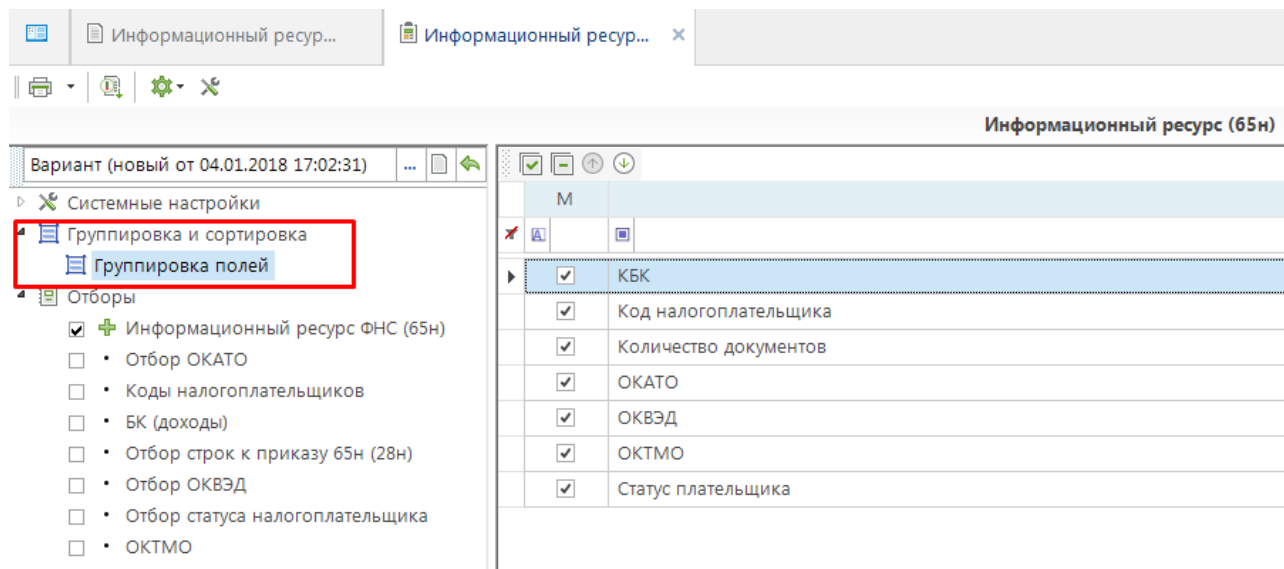 Информационный ресур...
Информационный ресур...
Информационный ресурс (65н)
Вариант (новый от 04.01.2018 17:02:31)
...
Системные настройки
Группировка и сортировка
Группировка полей
Отборы
Информационный ресурс ФНС (65н)
Отбор ОКАТО
Коды налогоплательщиков
БК (доходы)
Отбор строк к приказу 65н (28н)
Отбор ОКВЭД
Отбор статуса налогоплательщика
ОКТМО
М
КБК
Код налогоплательщика
Количество документов
ОКАТО
ОКВЭД
ОКТМО
Статус плательщика